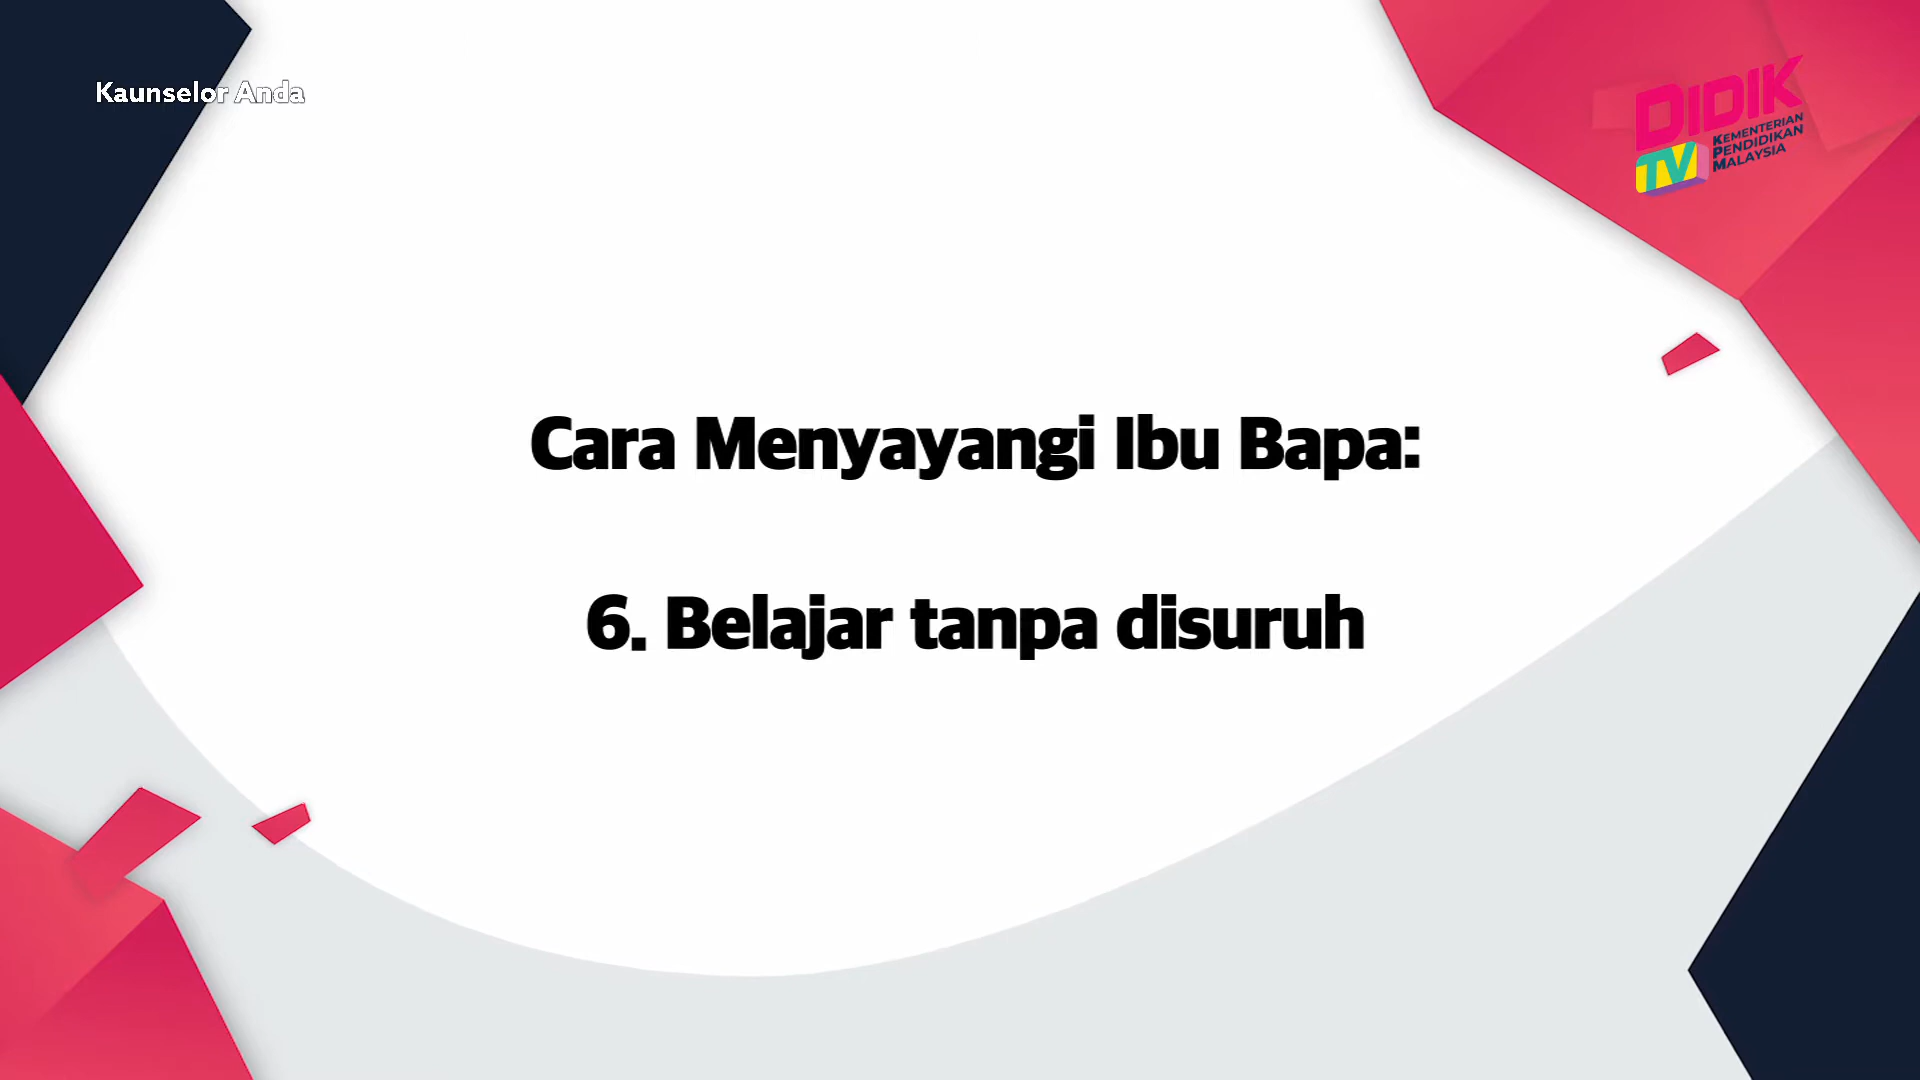 Kaunselor Anda
DIDIK
TV
KEMENTERIAN
PENDIDIKAN
MALAYSIA
Cara Menyayangi Ibu Bapa:
6. Belajar tanpa disuruh